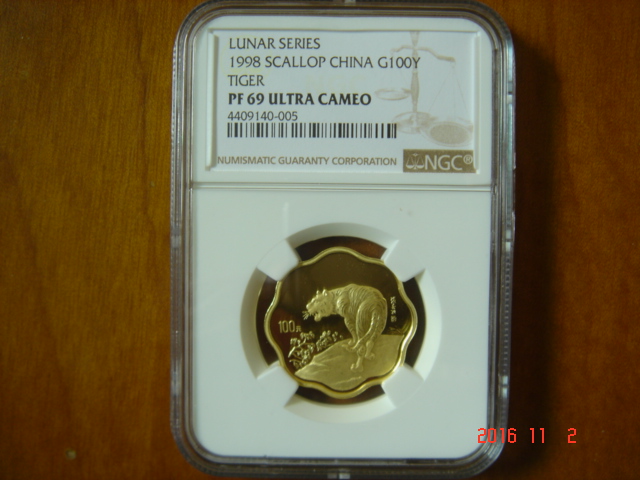 LUNAR SERIES
1998 SCALLOP CHINA G100Y
TIGER
PF 69 ULTRA CAMEO
4409140-005
NUMISMATIC GUARANTY CORPORATION NGC®
100元
2016 11 2